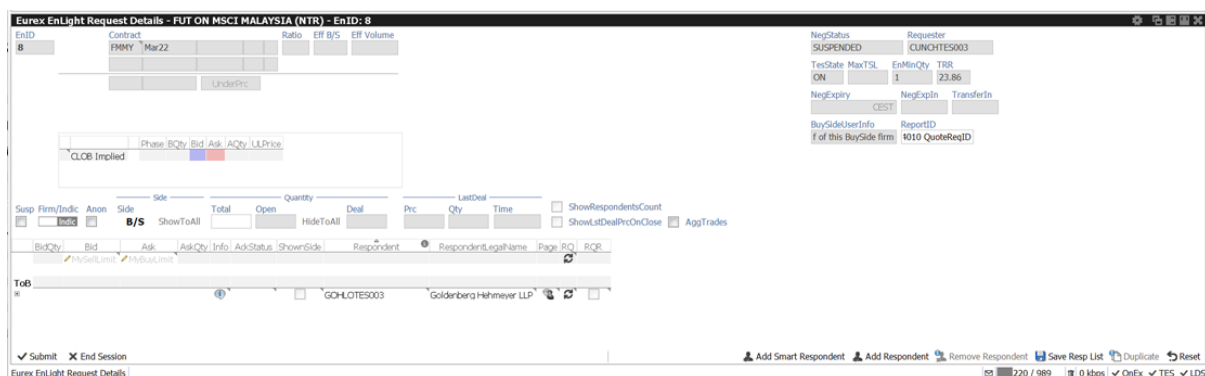 Eurex EnLight Request Details - FUT ON MSCI MALAYSIA (NTR) - EnID: 8
EnID Contract Ratio Eff B/S Eff Volume NegStatus Requester
8 FMMY Mar22 SUSPENDED CUNCHTES003
TesState MaxTSL EnMinQty TRR
ON 1 23.86
UnderPrc
NegExpiry NegExpIn TransferIn
CEST
BuySideUserInfo ReportID
f of this BuySide firm 4010 QuoteReqID
Phase BQty Bid Ask AQty ULPrice
CLOB Implied
Side Quantity LastDeal
Susp Firm/Indic Anon Side Total Open Deal Prc Qty Time ShowRespondentsCount
Indic B/S ShowToAll HideToAll ShowLstDealPrcOnClose AggTrades
BidQty Bid Ask AskQty Info AckStatus ShownSide Respondent RespondentLegalName Page RQ RQR
MySellLimit MyBuyLimit
ToB
GOHLOTES003 Goldenberg Hehmeyer LLP
Submit End Session Add Smart Respondent Add Respondent Remove Respondent Save Resp List Duplicate Reset
Eurex EnLight Request Details 220 / 989 0 kbps OnEx TES LDS